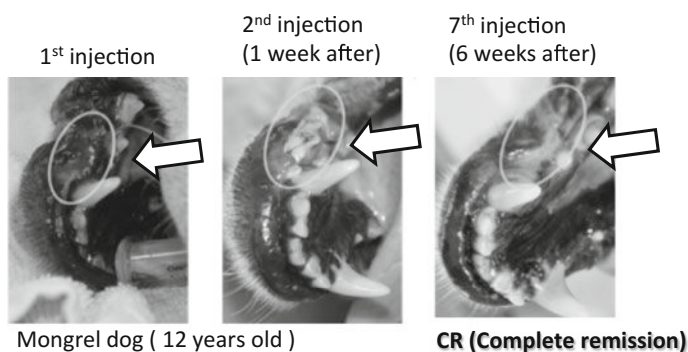 1st injection
2nd injection
(1 week after)
7th injection
(6 weeks after)
Mongrel dog ( 12 years old )
CR (Complete remission)